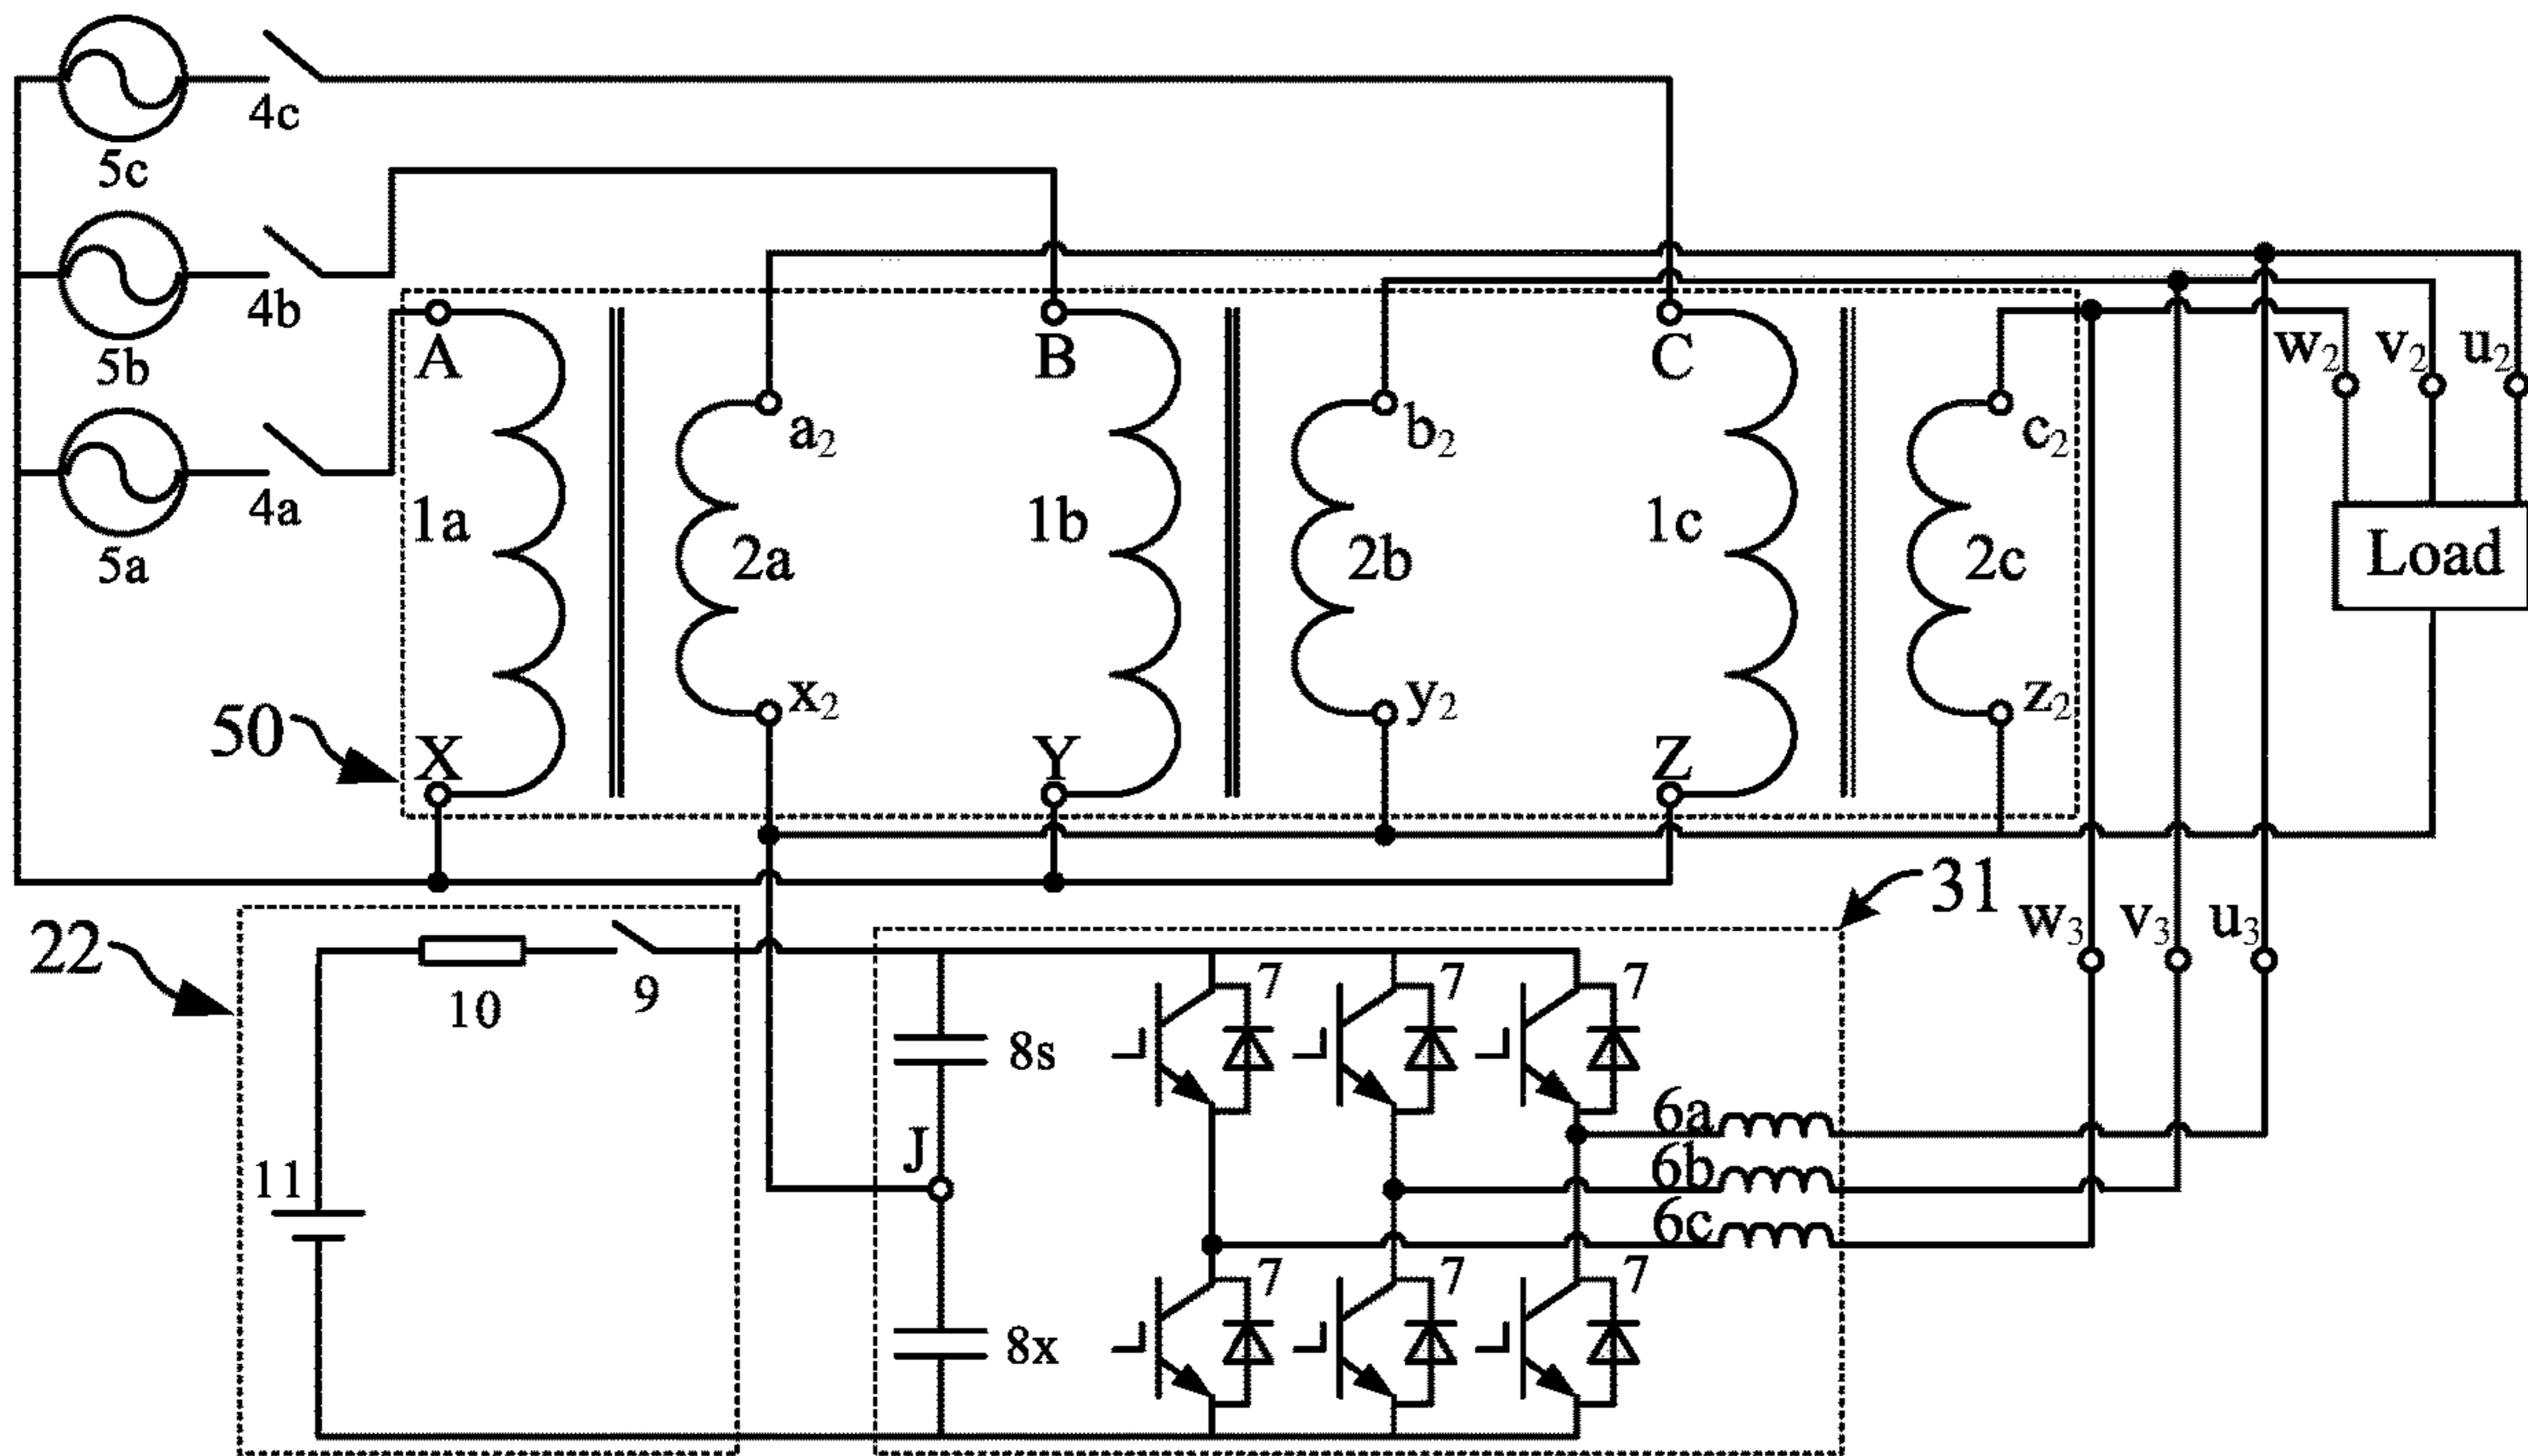 4c
5c
4b
5b
4a
5a
A
B
C
w₂ v₂ u₂
a₂
b₂
c₂
1a
2a
1b
2b
1c
2c
Load
50
X
x₂
Y
y₂
Z
z₂
22
31
w₃ v₃ u₃
10
9
7 7 7
8s
6a
J
6b
11
6c
7 7 7
8x